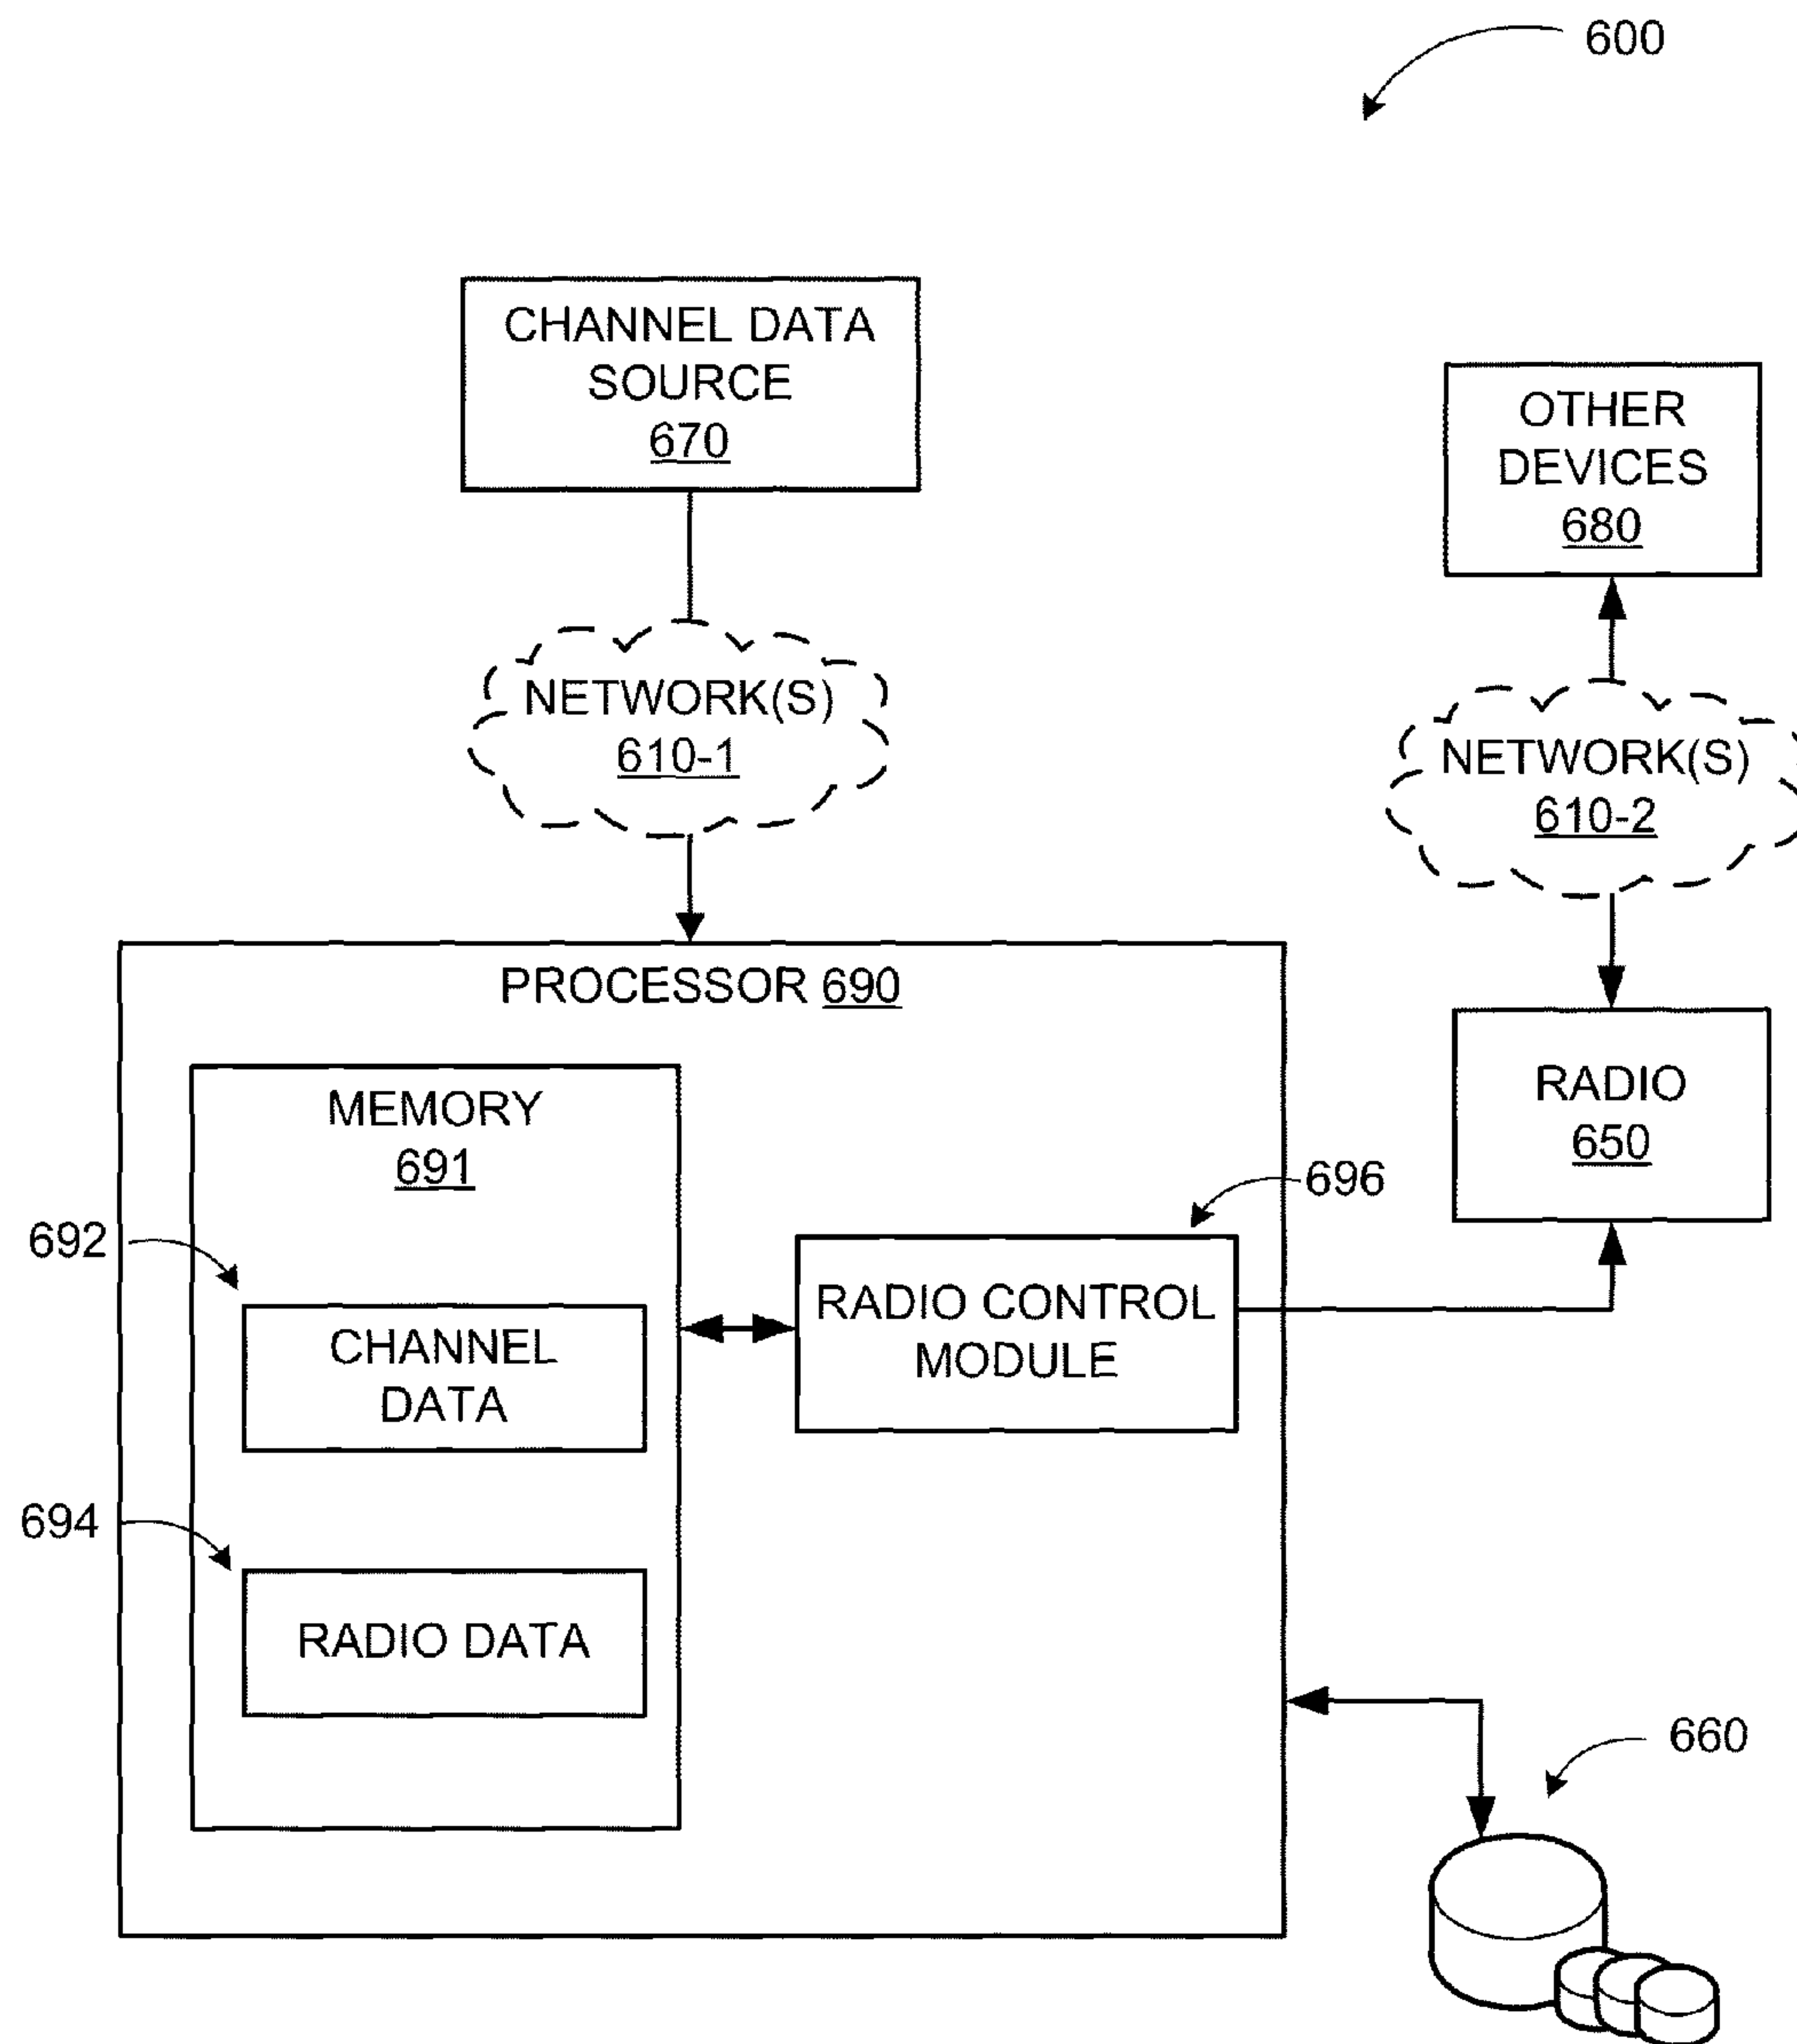 600
CHANNEL DATA
SOURCE
670
OTHER
DEVICES
680
NETWORK(S)
610-1
NETWORK(S)
610-2
PROCESSOR 690
RADIO
650
MEMORY
691
696
692
RADIO CONTROL
MODULE
CHANNEL
DATA
694
RADIO DATA
660